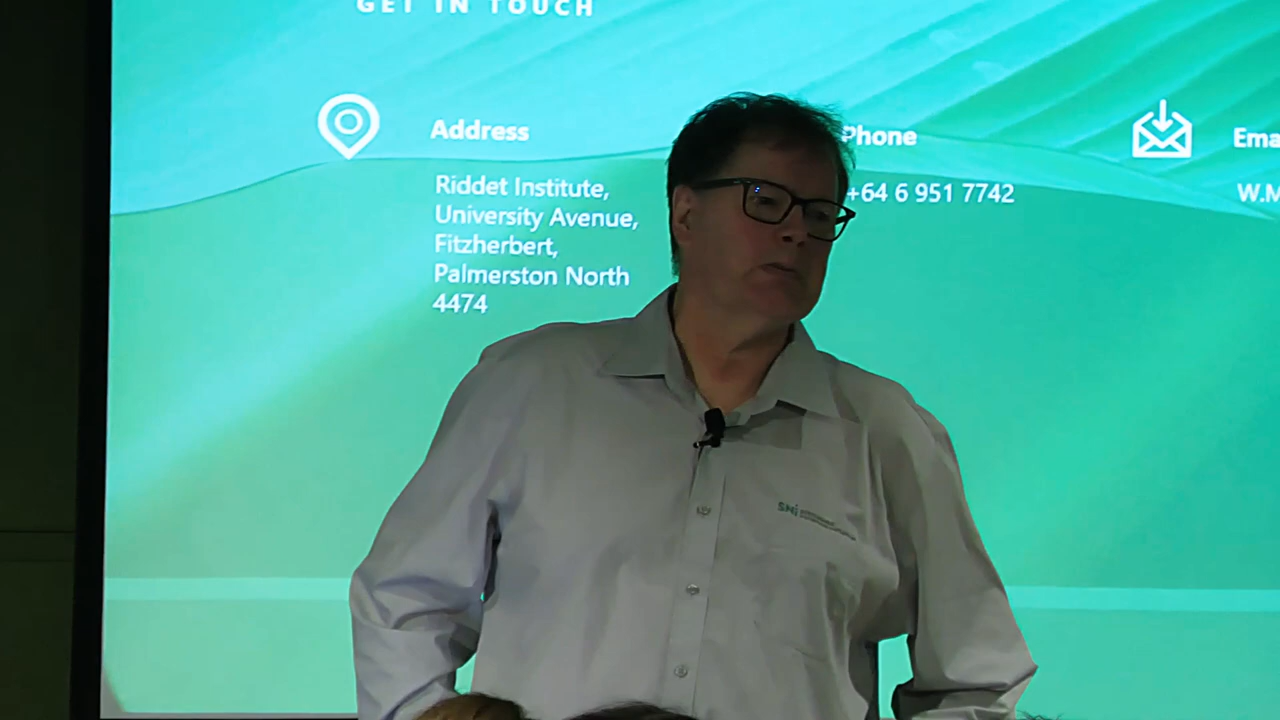 GET IN TOUCH
Address
Riddet Institute,
University Avenue,
Fitzherbert,
Palmerston North
4474
Phone
+64 6 951 7742
Ema
W.M
SNi